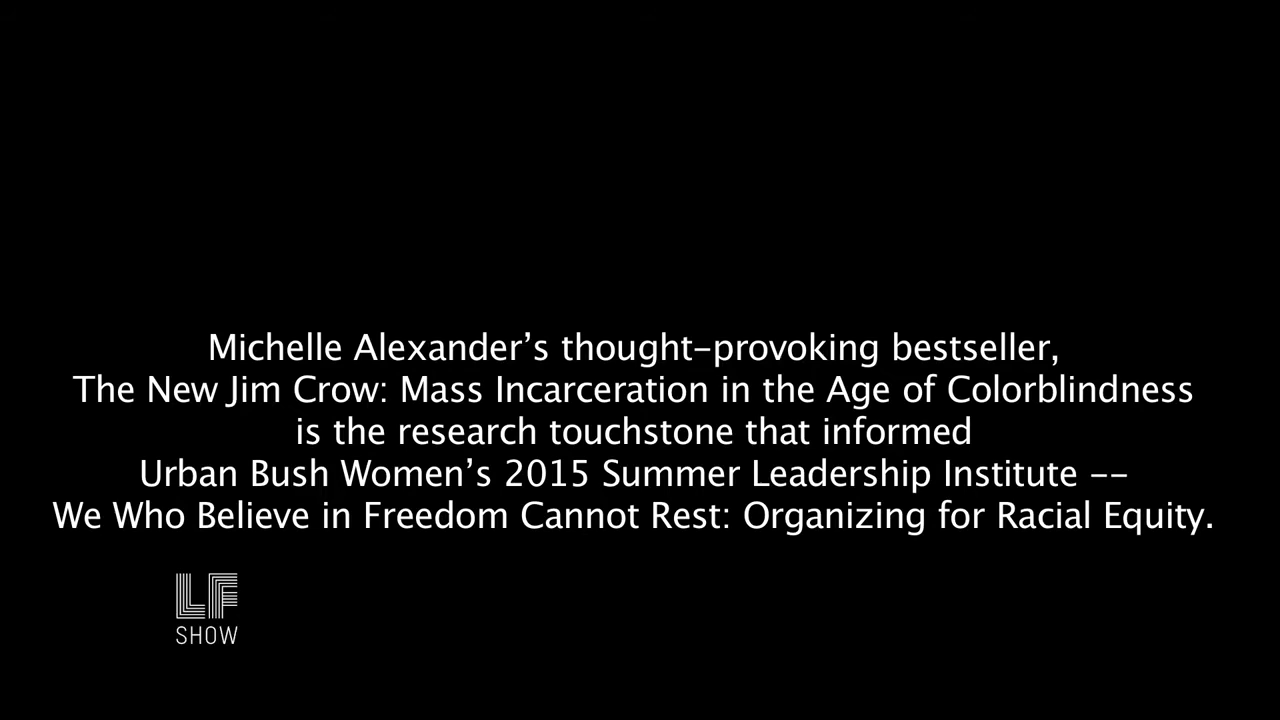 Michelle Alexander’s thought-provoking bestseller,
The New Jim Crow: Mass Incarceration in the Age of Colorblindness
is the research touchstone that informed
Urban Bush Women’s 2015 Summer Leadership Institute --
We Who Believe in Freedom Cannot Rest: Organizing for Racial Equity.
LF
SHOW